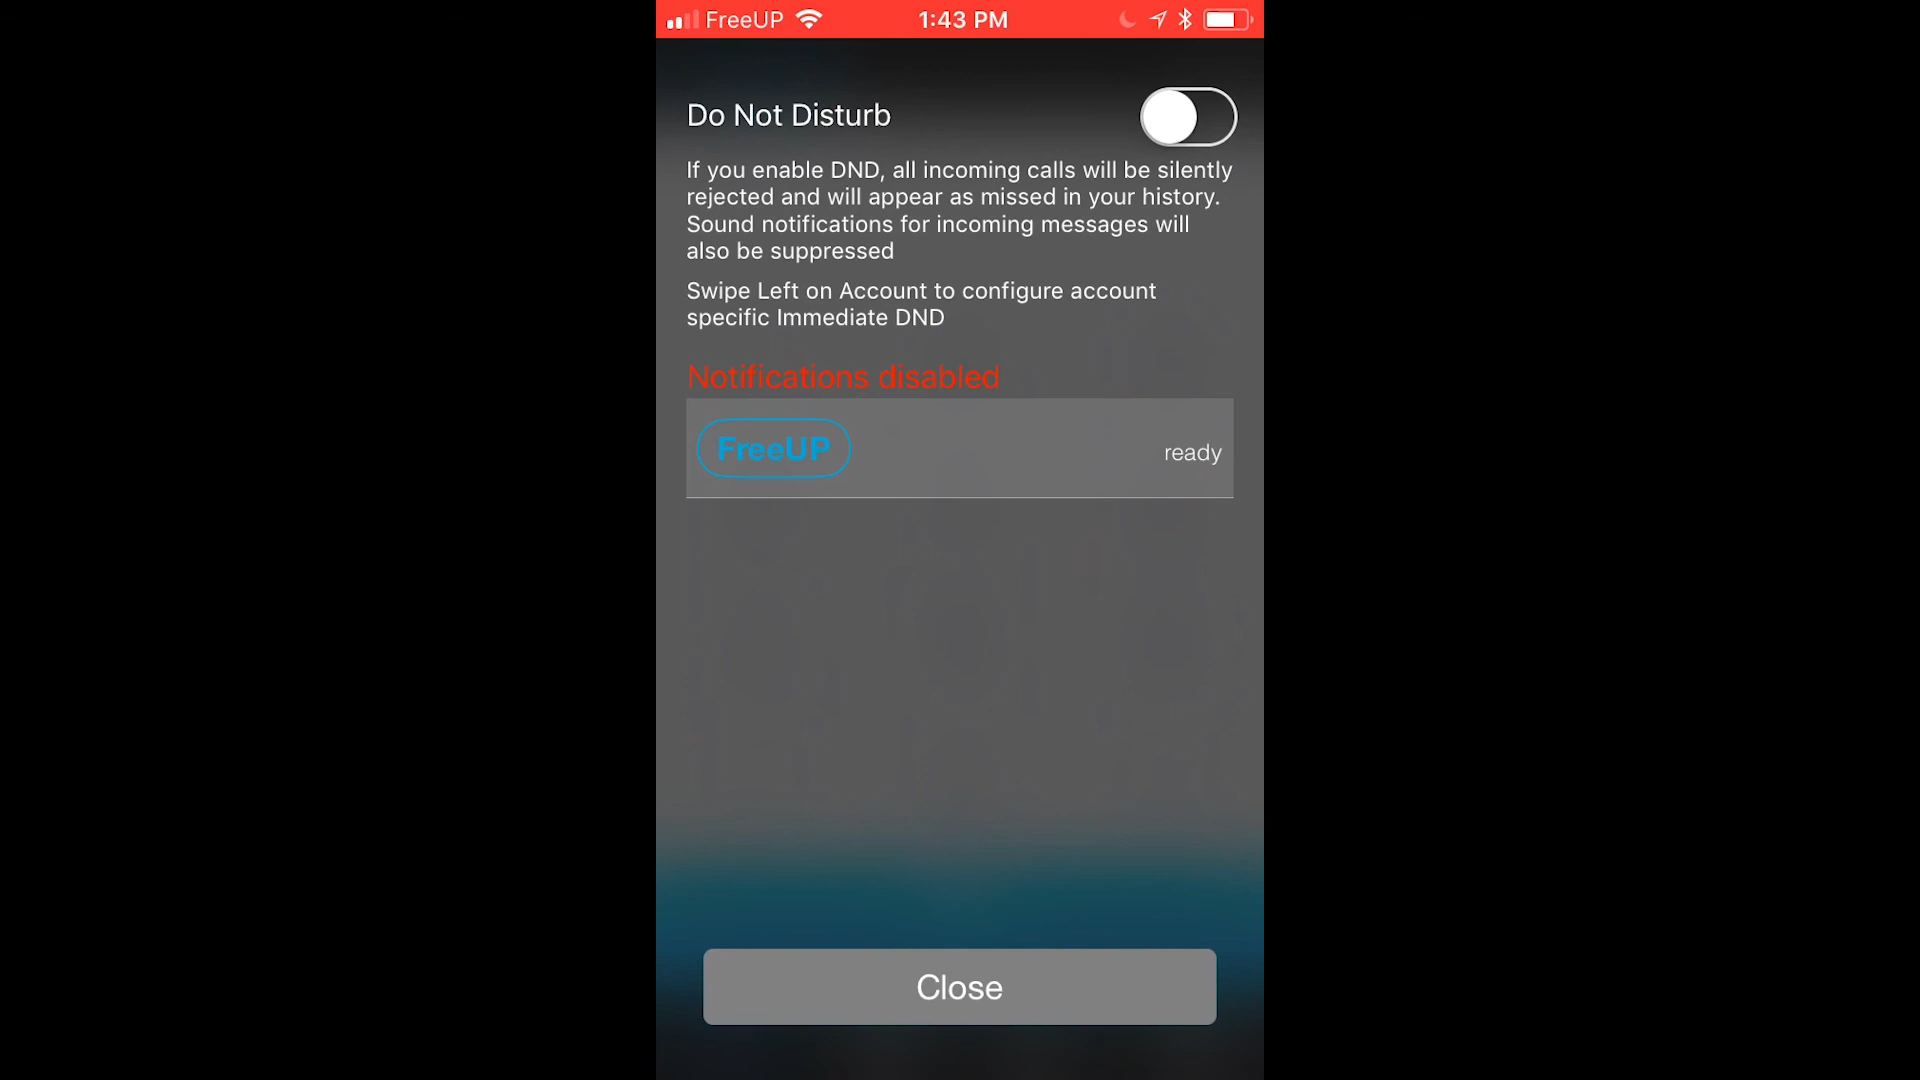 FreeUP 1:43 PM
Do Not Disturb
If you enable DND, all incoming calls will be silently
rejected and will appear as missed in your history.
Sound notifications for incoming messages will
also be suppressed
Swipe Left on Account to configure account
specific Immediate DND
Notifications disabled
FreeUP ready
Close